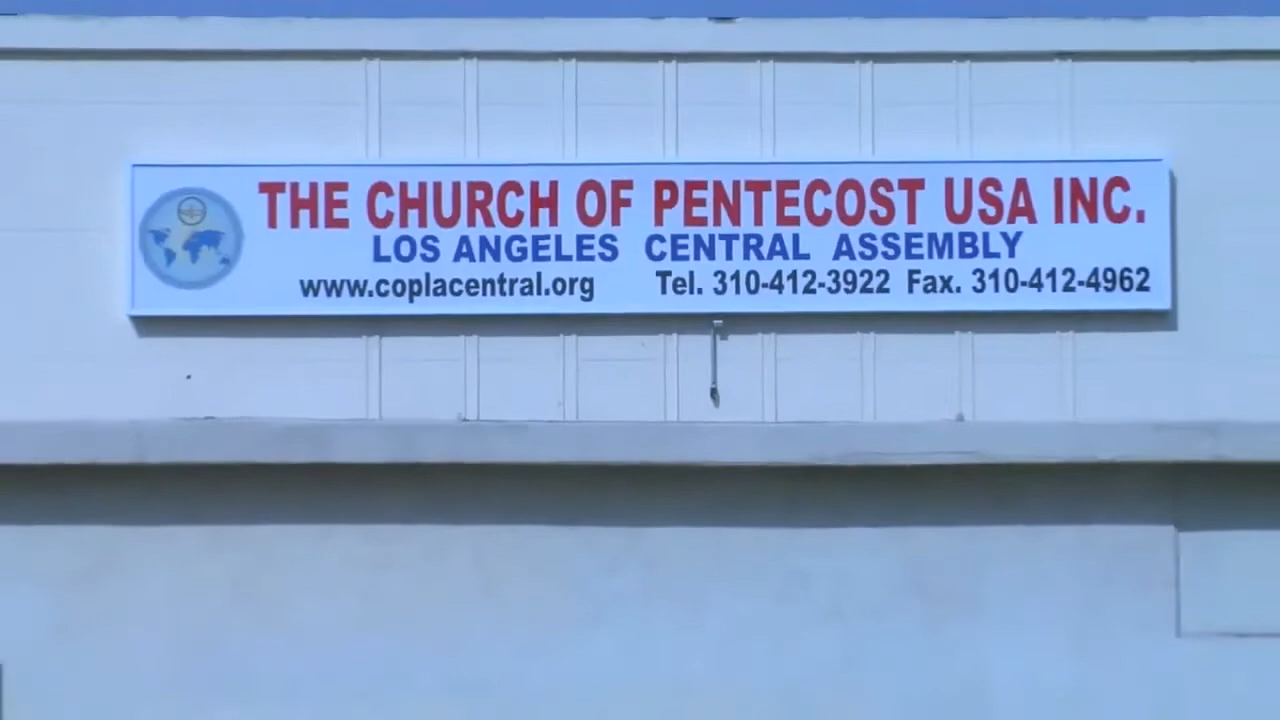 THE CHURCH OF PENTECOST USA INC.
LOS ANGELES CENTRAL ASSEMBLY
www.coplacentral.org Tel. 310-412-3922 Fax. 310-412-4962